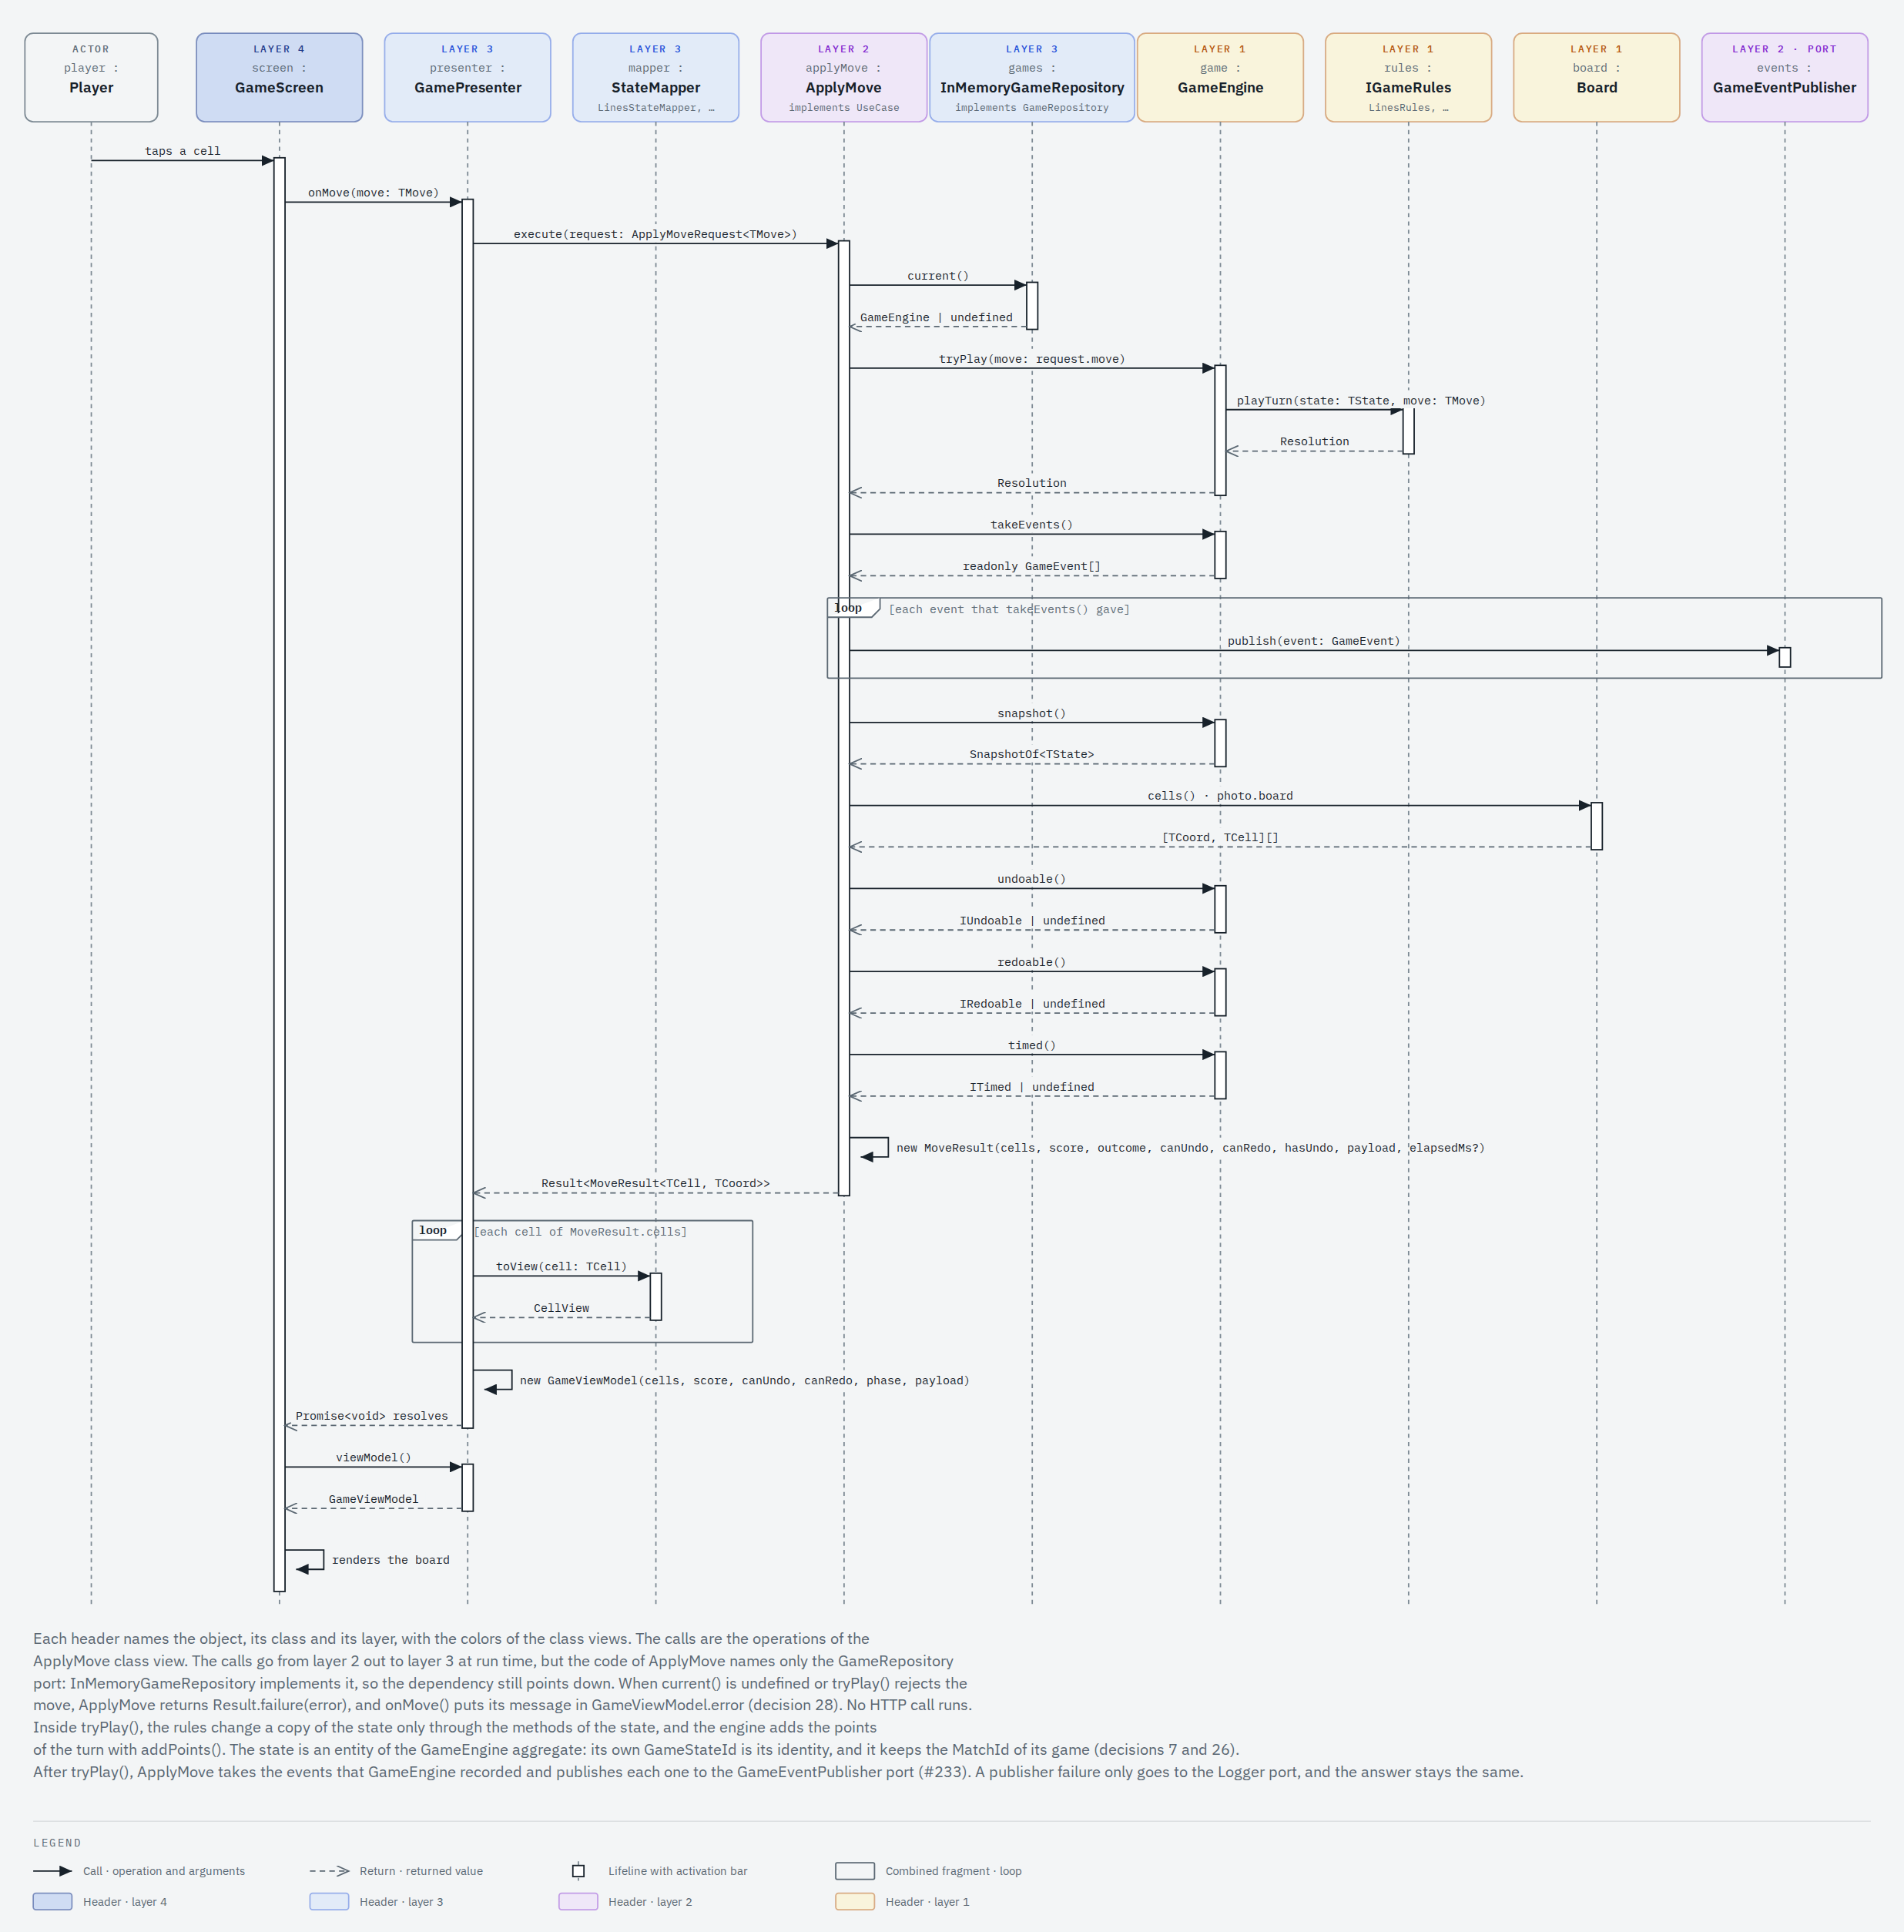 ACTOR
player :
Player
LAYER 4
screen :
GameScreen
LAYER 3
presenter :
GamePresenter
LAYER 3
mapper :
StateMapper
LinesStateMapper, …
LAYER 2
applyMove :
ApplyMove
implements UseCase
LAYER 3
games :
InMemoryGameRepository
implements GameRepository
LAYER 1
game :
GameEngine
LAYER 1
rules :
IGameRules
LinesRules, …
LAYER 1
board :
Board
LAYER 2 · PORT
events :
GameEventPublisher
taps a cell
onMove(move: TMove)
execute(request: ApplyMoveRequest<TMove>)
current()
GameEngine | undefined
tryPlay(move: request.move)
playTurn(state: TState, move: TMove)
Resolution
Resolution
takeEvents()
readonly GameEvent[]
loop [each event that takeEvents() gave]
publish(event: GameEvent)
snapshot()
SnapshotOf<TState>
cells() · photo.board
[TCoord, TCell][]
undoable()
IUndoable | undefined
redoable()
IRedoable | undefined
timed()
ITimed | undefined
new MoveResult(cells, score, outcome, canUndo, canRedo, hasUndo, payload, elapsedMs?)
Result<MoveResult<TCell, TCoord>>
loop [each cell of MoveResult.cells]
toView(cell: TCell)
CellView
new GameViewModel(cells, score, canUndo, canRedo, phase, payload)
Promise<void> resolves
viewModel()
GameViewModel
renders the board
Each header names the object, its class and its layer, with the colors of the class views. The calls are the operations of the
ApplyMove class view. The calls go from layer 2 out to layer 3 at run time, but the code of ApplyMove names only the GameRepository
port: InMemoryGameRepository implements it, so the dependency still points down. When current() is undefined or tryPlay() rejects the
move, ApplyMove returns Result.failure(error), and onMove() puts its message in GameViewModel.error (decision 28). No HTTP call runs.
Inside tryPlay(), the rules change a copy of the state only through the methods of the state, and the engine adds the points
of the turn with addPoints(). The state is an entity of the GameEngine aggregate: its own GameStateId is its identity, and it keeps the MatchId of its game (decisions 7 and 26).
After tryPlay(), ApplyMove takes the events that GameEngine recorded and publishes each one to the GameEventPublisher port (#233). A publisher failure only goes to the Logger port, and the answer stays the same.
LEGEND
Call · operation and arguments
Return · returned value
Lifeline with activation bar
Combined fragment · loop
Header · layer 4
Header · layer 3
Header · layer 2
Header · layer 1